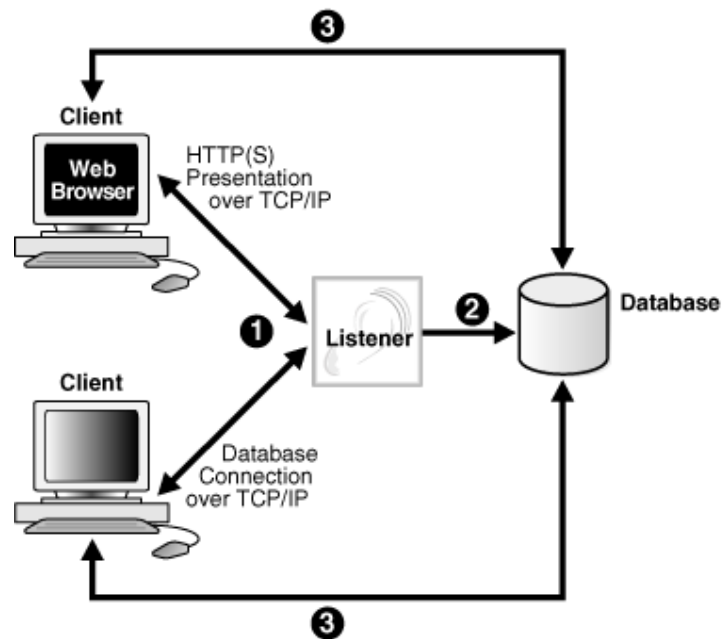 3
Client
Web
Browser
HTTP(S)
Presentation
over TCP/IP
1
Listener
2
Database
Client
Database
Connection
over TCP/IP
3